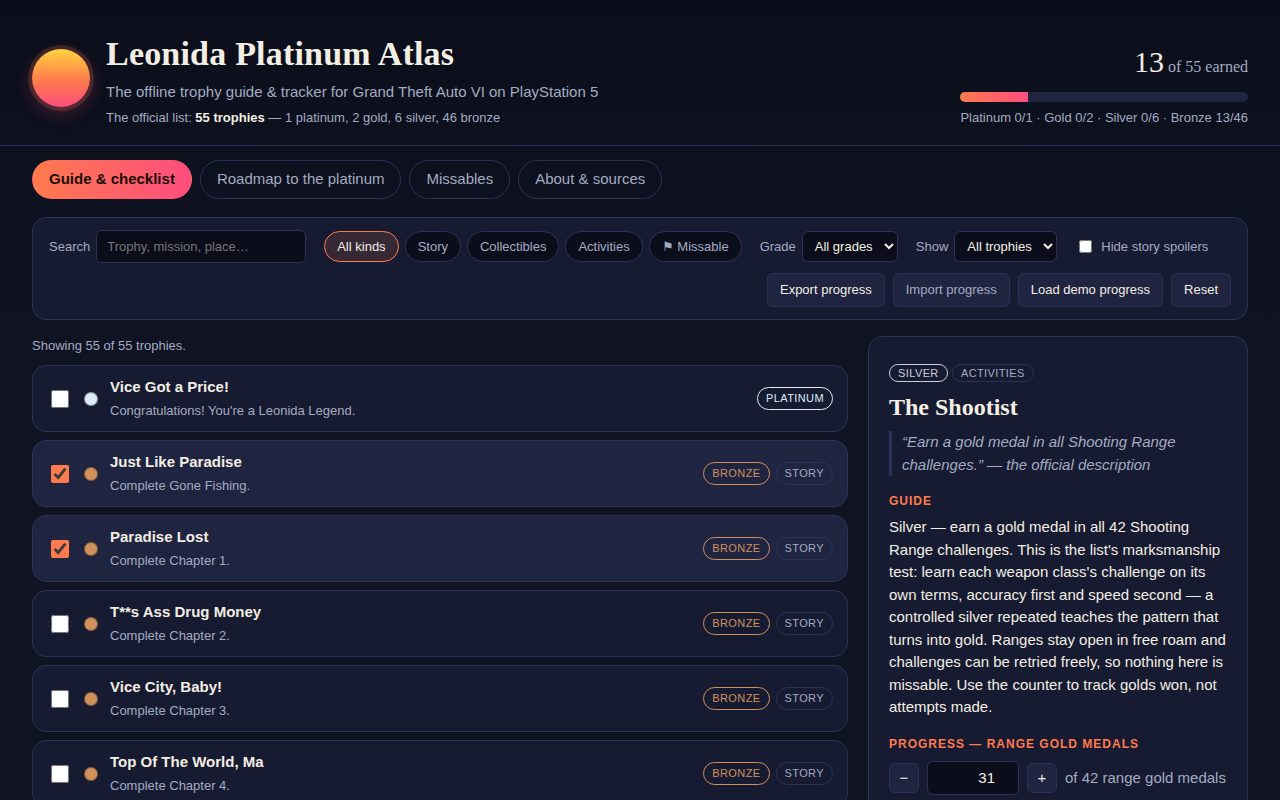 Leonida Platinum Atlas
The offline trophy guide & tracker for Grand Theft Auto VI on PlayStation 5
The official list: 55 trophies — 1 platinum, 2 gold, 6 silver, 46 bronze
13 of 55 earned
Platinum 0/1 · Gold 0/2 · Silver 0/6 · Bronze 13/46
Guide & checklist
Roadmap to the platinum
Missables
About & sources
Search
Trophy, mission, place…
All kinds
Story
Collectibles
Activities
⚑ Missable
Grade
All grades
Show
All trophies
Hide story spoilers
Export progress
Import progress
Load demo progress
Reset
Showing 55 of 55 trophies.
Vice Got a Price!
Congratulations! You're a Leonida Legend.
PLATINUM
Just Like Paradise
Complete Gone Fishing.
BRONZE
STORY
Paradise Lost
Complete Chapter 1.
BRONZE
STORY
T**s Ass Drug Money
Complete Chapter 2.
BRONZE
STORY
Vice City, Baby!
Complete Chapter 3.
BRONZE
STORY
Top Of The World, Ma
Complete Chapter 4.
BRONZE
STORY
SILVER
ACTIVITIES
The Shootist
“Earn a gold medal in all Shooting Range
challenges.” — the official description
GUIDE
Silver — earn a gold medal in all 42 Shooting
Range challenges. This is the list's marksmanship
test: learn each weapon class's challenge on its
own terms, accuracy first and speed second — a
controlled silver repeated teaches the pattern that
turns into gold. Ranges stay open in free roam and
challenges can be retried freely, so nothing here is
missable. Use the counter to track golds won, not
attempts made.
PROGRESS — RANGE GOLD MEDALS
− 31 + of 42 range gold medals